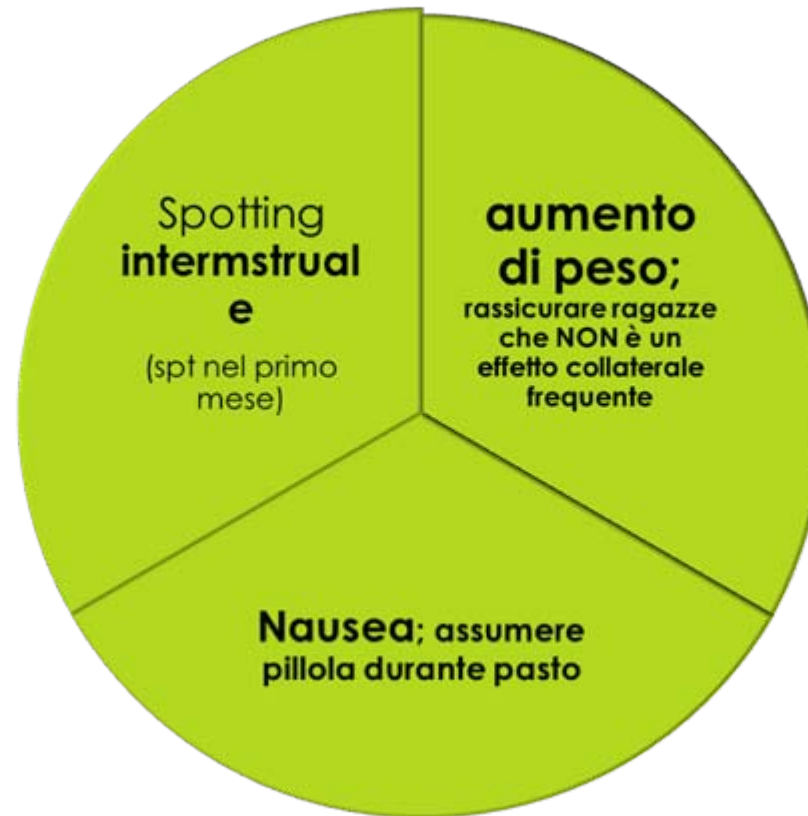 Spotting
intermstrual
e
(spt nel primo
mese)
aumento
di peso;
rassicurare ragazze
che NON è un
effetto collaterale
frequente
Nausea; assumere
pillola durante pasto